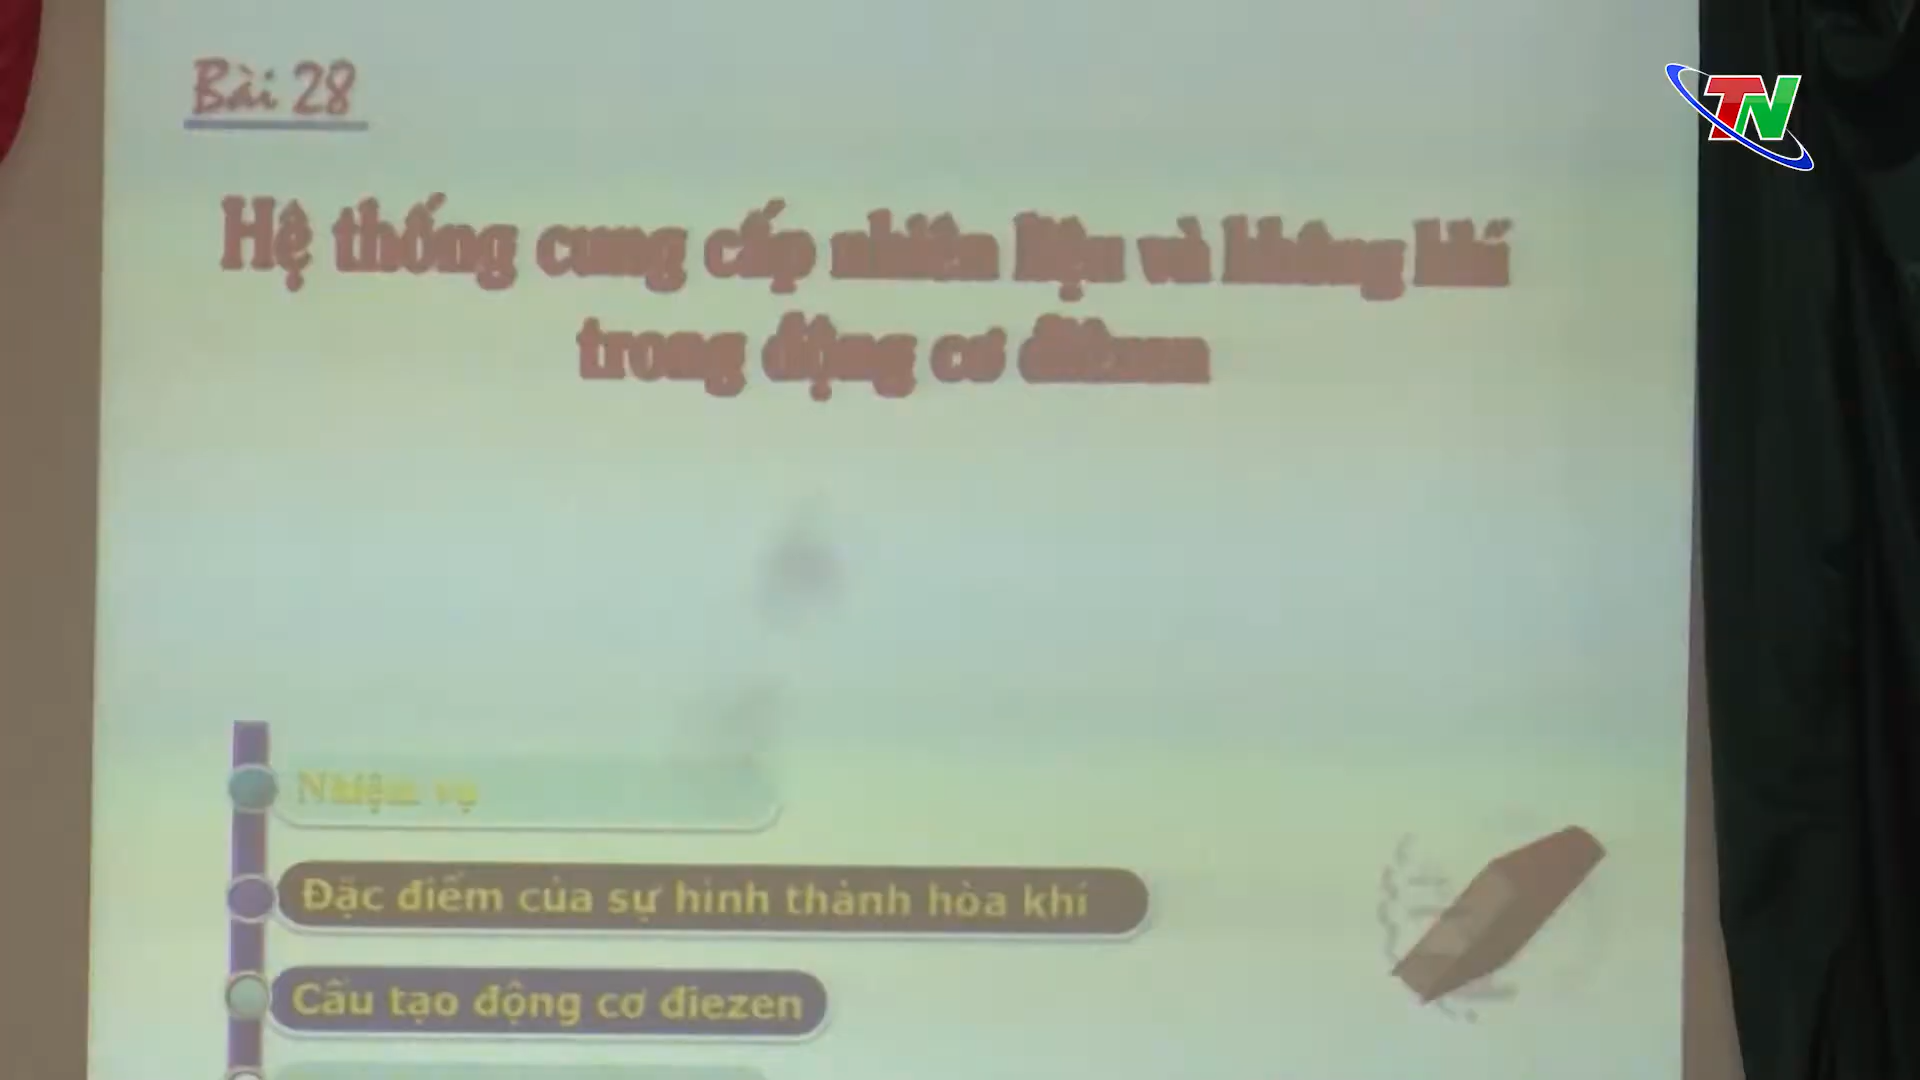 TN
Bài 28
Hệ thống cung cấp nhiên liệu và không khí
trong động cơ điêzen
Nhiệm vụ
Đặc điểm của sự hình thành hòa khí
Cấu tạo động cơ điezen